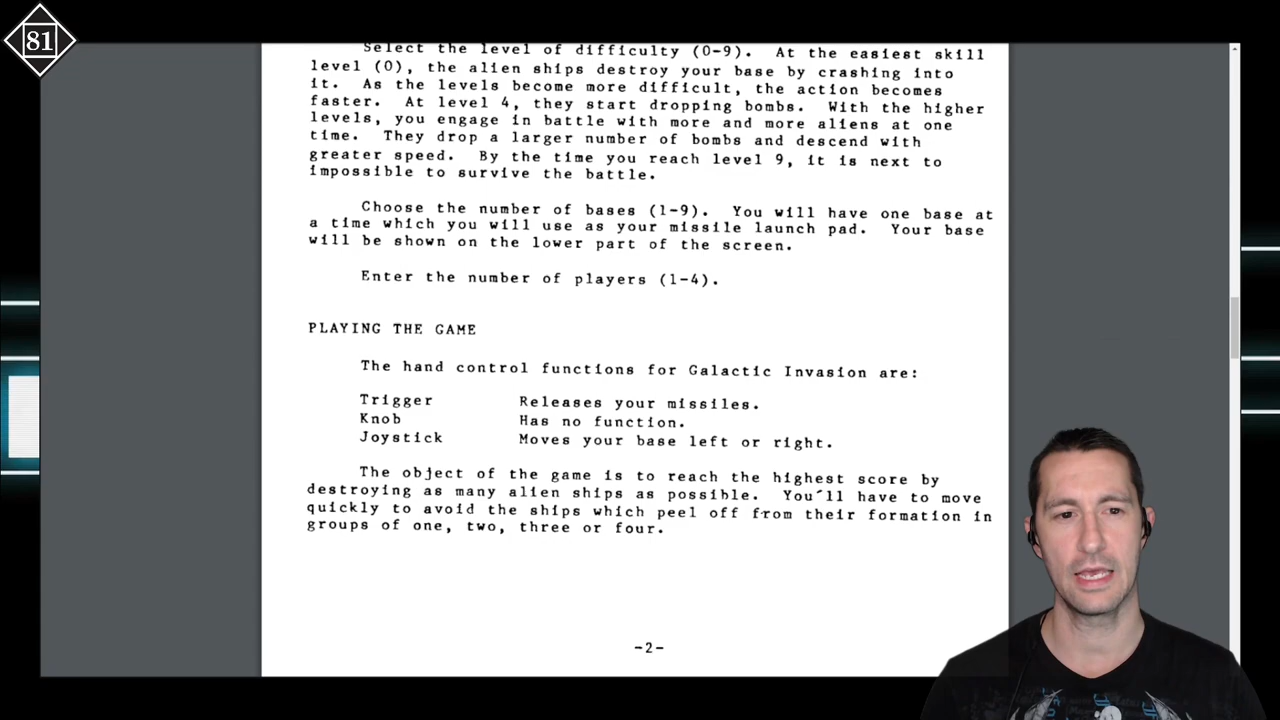 81
Select the level of difficulty (0-9). At the easiest skill
level (0), the alien ships destroy your base by crashing into
it. As the levels become more difficult, the action becomes
faster. At level 4, they start dropping bombs. With the higher
levels, you engage in battle with more and more aliens at one
time. They drop a larger number of bombs and descend with
greater speed. By the time you reach level 9, it is next to
impossible to survive the battle.
Choose the number of bases (1-9). You will have one base at
a time which you will use as your missile launch pad. Your base
will be shown on the lower part of the screen.
Enter the number of players (1-4).
PLAYING THE GAME
The hand control functions for Galactic Invasion are:
Trigger Releases your missiles.
Knob Has no function.
Joystick Moves your base left or right.
The object of the game is to reach the highest score by
destroying as many alien ships as possible. You'll have to move
quickly to avoid the ships which peel off from their formation in
groups of one, two, three or four.
-2-